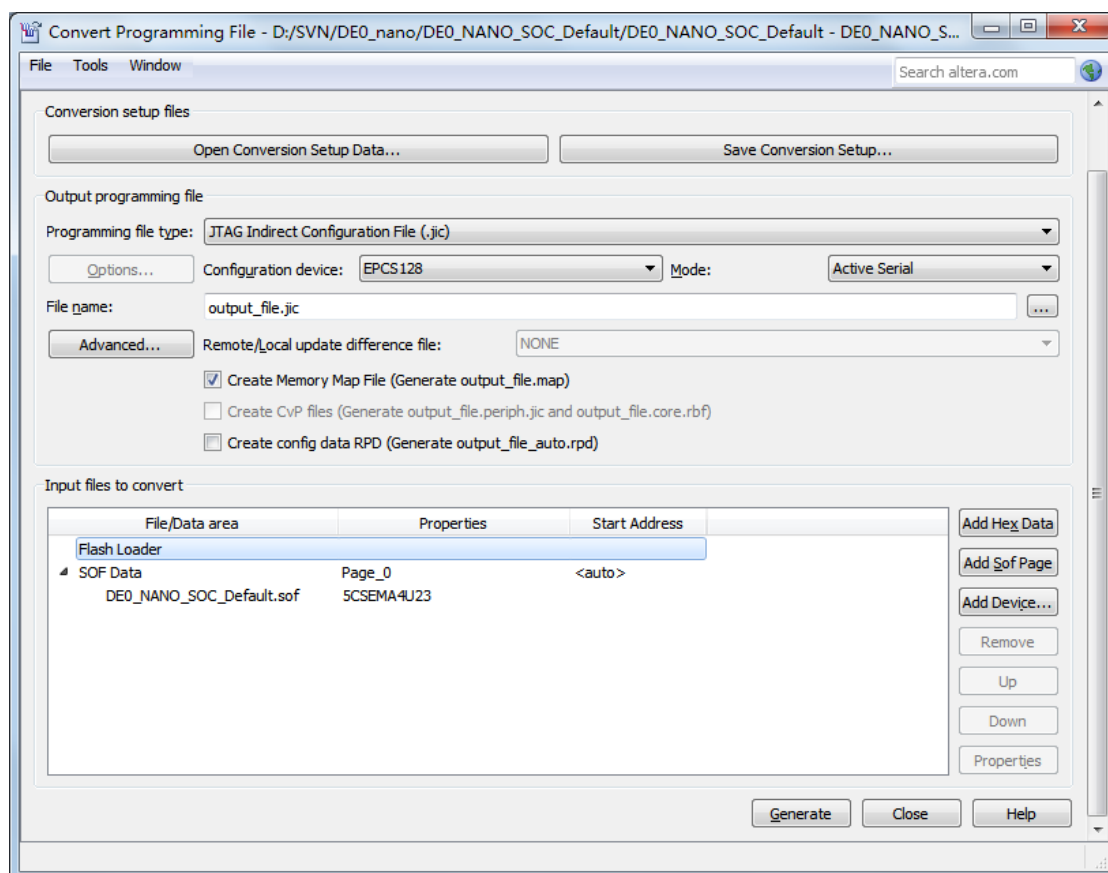 Convert Programming File - D:/SVN/DE0_nano/DE0_NANO_SOC_Default/DE0_NANO_SOC_Default - DE0_NANO_S...
File Tools Window
Search altera.com
Conversion setup files
Open Conversion Setup Data... Save Conversion Setup...
Output programming file
Programming file type: JTAG Indirect Configuration File (.jic)
Options... Configuration device: EPCS128 Mode: Active Serial
File name: output_file.jic ...
Advanced... Remote/Local update difference file: NONE
Create Memory Map File (Generate output_file.map)
Create CvP files (Generate output_file.periph.jic and output_file.core.rbf)
Create config data RPD (Generate output_file_auto.rpd)
Input files to convert
File/Data area Properties Start Address
Add Hex Data
Flash Loader
SOF Data Page_0 <auto>
Add Sof Page
DE0_NANO_SOC_Default.sof 5CSEMA4U23
Add Device...
Remove
Up
Down
Properties
Generate Close Help